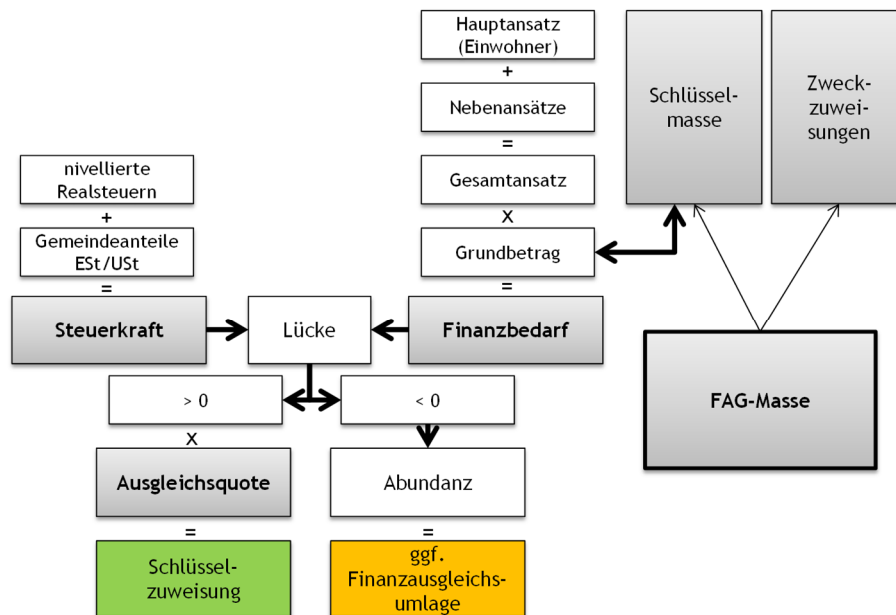 Hauptansatz
(Einwohner)
+
Nebenansätze
=
Gesamtansatz
x
Grundbetrag
=
Finanzbedarf
Schlüssel-
masse
Zweck-
zuwei-
sungen
FAG-Masse
nivellierte
Realsteuern
+
Gemeindeanteile
ESt/USt
=
Steuerkraft
Lücke
> 0
< 0
x
Ausgleichsquote
=
Schlüssel-
zuweisung
Abundanz
=
ggf.
Finanzausgleichs-
umlage